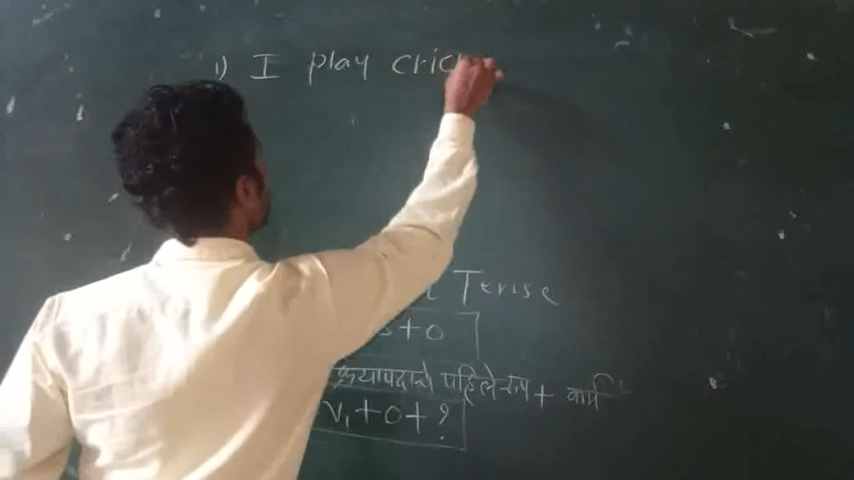 1) I play cric
Tense
s+o
क्रियापदाचे पहिले रूप +
V₁+o+?